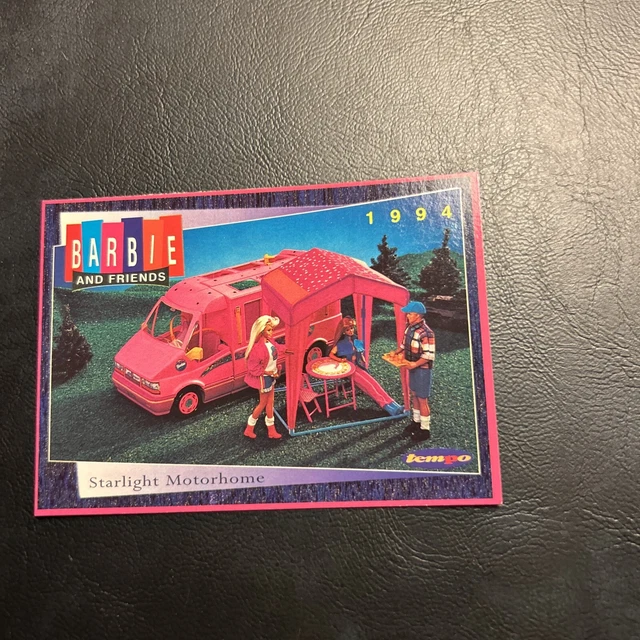 1994
BARBIE
AND FRIENDS
tempo
Starlight Motorhome